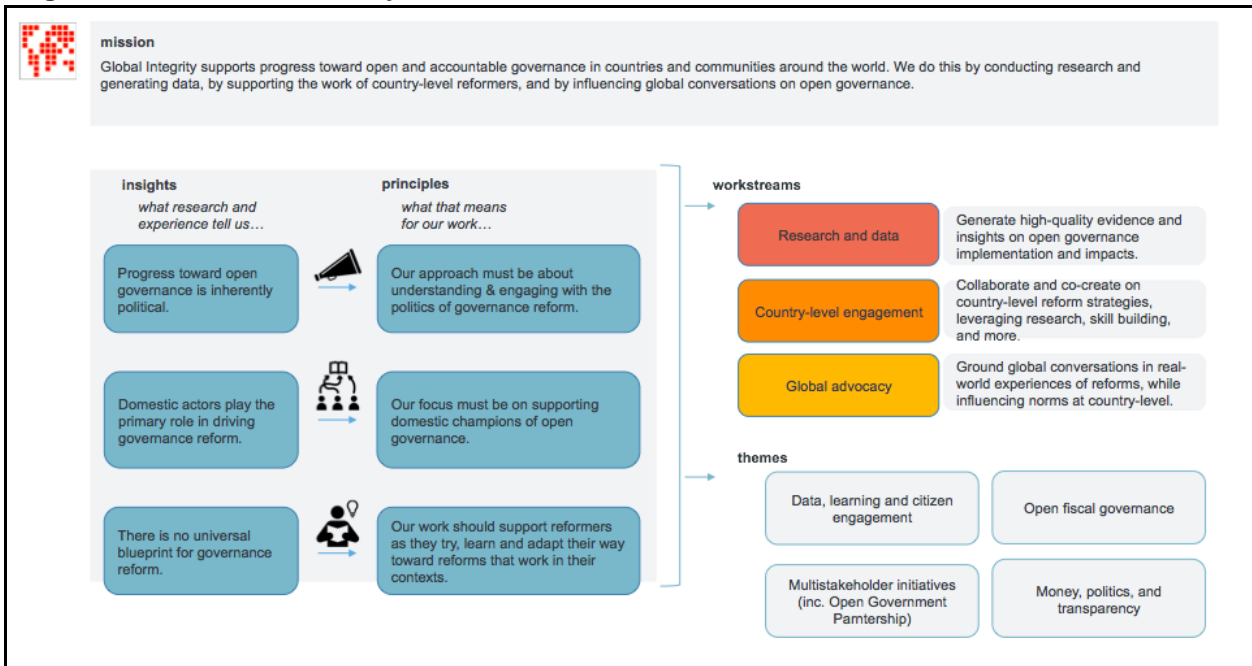 mission
Global Integrity supports progress toward open and accountable governance in countries and communities around the world. We do this by conducting research and
generating data, by supporting the work of country-level reformers, and by influencing global conversations on open governance.
insights
what research and
experience tell us…
principles
what that means
for our work…
Progress toward open
governance is inherently
political.
Our approach must be about
understanding & engaging with the
politics of governance reform.
Domestic actors play the
primary role in driving
governance reform.
Our focus must be on supporting
domestic champions of open
governance.
There is no universal
blueprint for governance
reform.
Our work should support reformers
as they try, learn and adapt their way
toward reforms that work in their
contexts.
workstreams
Research and data
Generate high-quality evidence and
insights on open governance
implementation and impacts.
Country-level engagement
Collaborate and co-create on
country-level reform strategies,
leveraging research, skill building,
and more.
Global advocacy
Ground global conversations in real-
world experiences of reforms, while
influencing norms at country-level.
themes
Data, learning and citizen
engagement
Open fiscal governance
Multistakeholder initiatives
(inc. Open Government
Parntership)
Money, politics, and
transparency